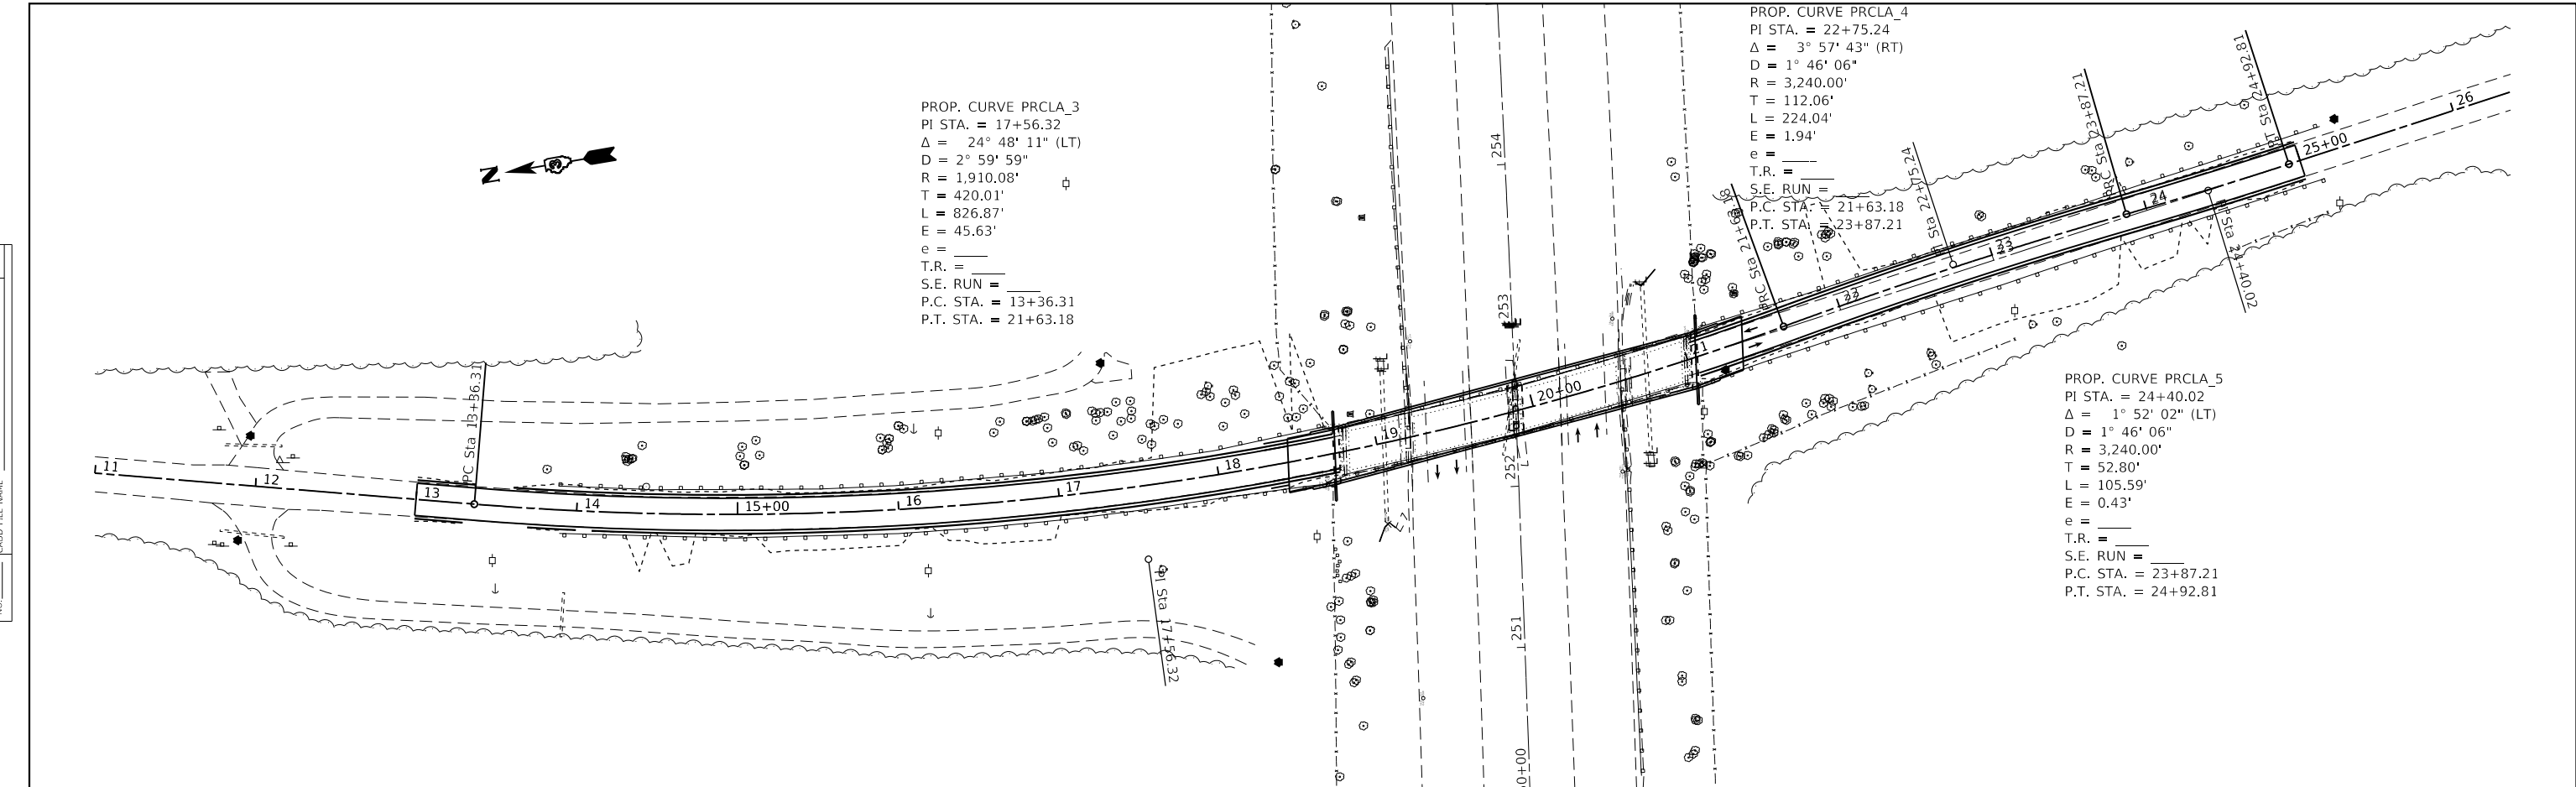 PROP. CURVE PRCLA_3
PI STA. = 17+56.32
Δ = 24° 48' 11" (LT)
D = 2° 59' 59"
R = 1,910.08'
T = 420.01'
L = 826.87'
E = 45.63'
e = ____
T.R. = ____
S.E. RUN = ____
P.C. STA. = 13+36.31
P.T. STA. = 21+63.18
PROP. CURVE PRCLA_4
PI STA. = 22+75.24
Δ = 3° 57' 43" (RT)
D = 1° 46' 06"
R = 3,240.00'
T = 112.06'
L = 224.04'
E = 1.94'
e = ____
T.R. = ____
S.E. RUN = ____
P.C. STA. = 21+63.18
P.T. STA. = 23+87.21
PROP. CURVE PRCLA_5
PI STA. = 24+40.02
Δ = 1° 52' 02" (LT)
D = 1° 46' 06"
R = 3,240.00'
T = 52.80'
L = 105.59'
E = 0.43'
e = ____
T.R. = ____
S.E. RUN = ____
P.C. STA. = 23+87.21
P.T. STA. = 24+92.81
N
PC Sta 13+36.31
PI Sta 17+56.32
PRC Sta 21+63.18
PI Sta 22+75.24
PRC Sta 23+87.21
PI Sta 24+40.02
PT Sta 24+92.81
11
12
13
14
15+00
16
17
18
19
20+00
21
22
23
24
25+00
26
254
253
252
251
0+00